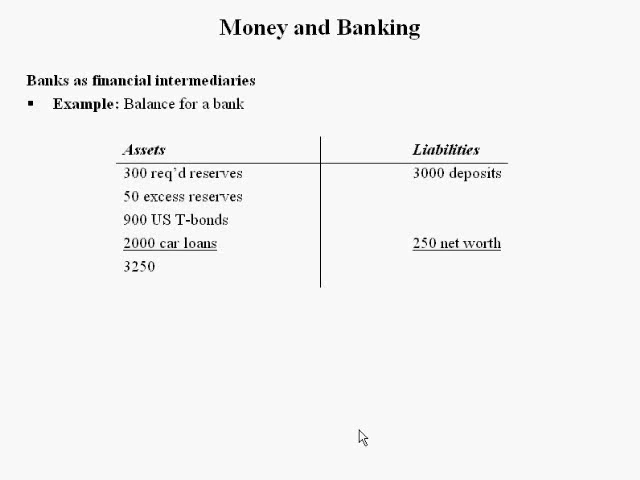 Money and Banking
Banks as financial intermediaries
▪ Example: Balance for a bank
Assets Liabilities
300 req'd reserves 3000 deposits
50 excess reserves
900 US T-bonds
2000 car loans 250 net worth
3250